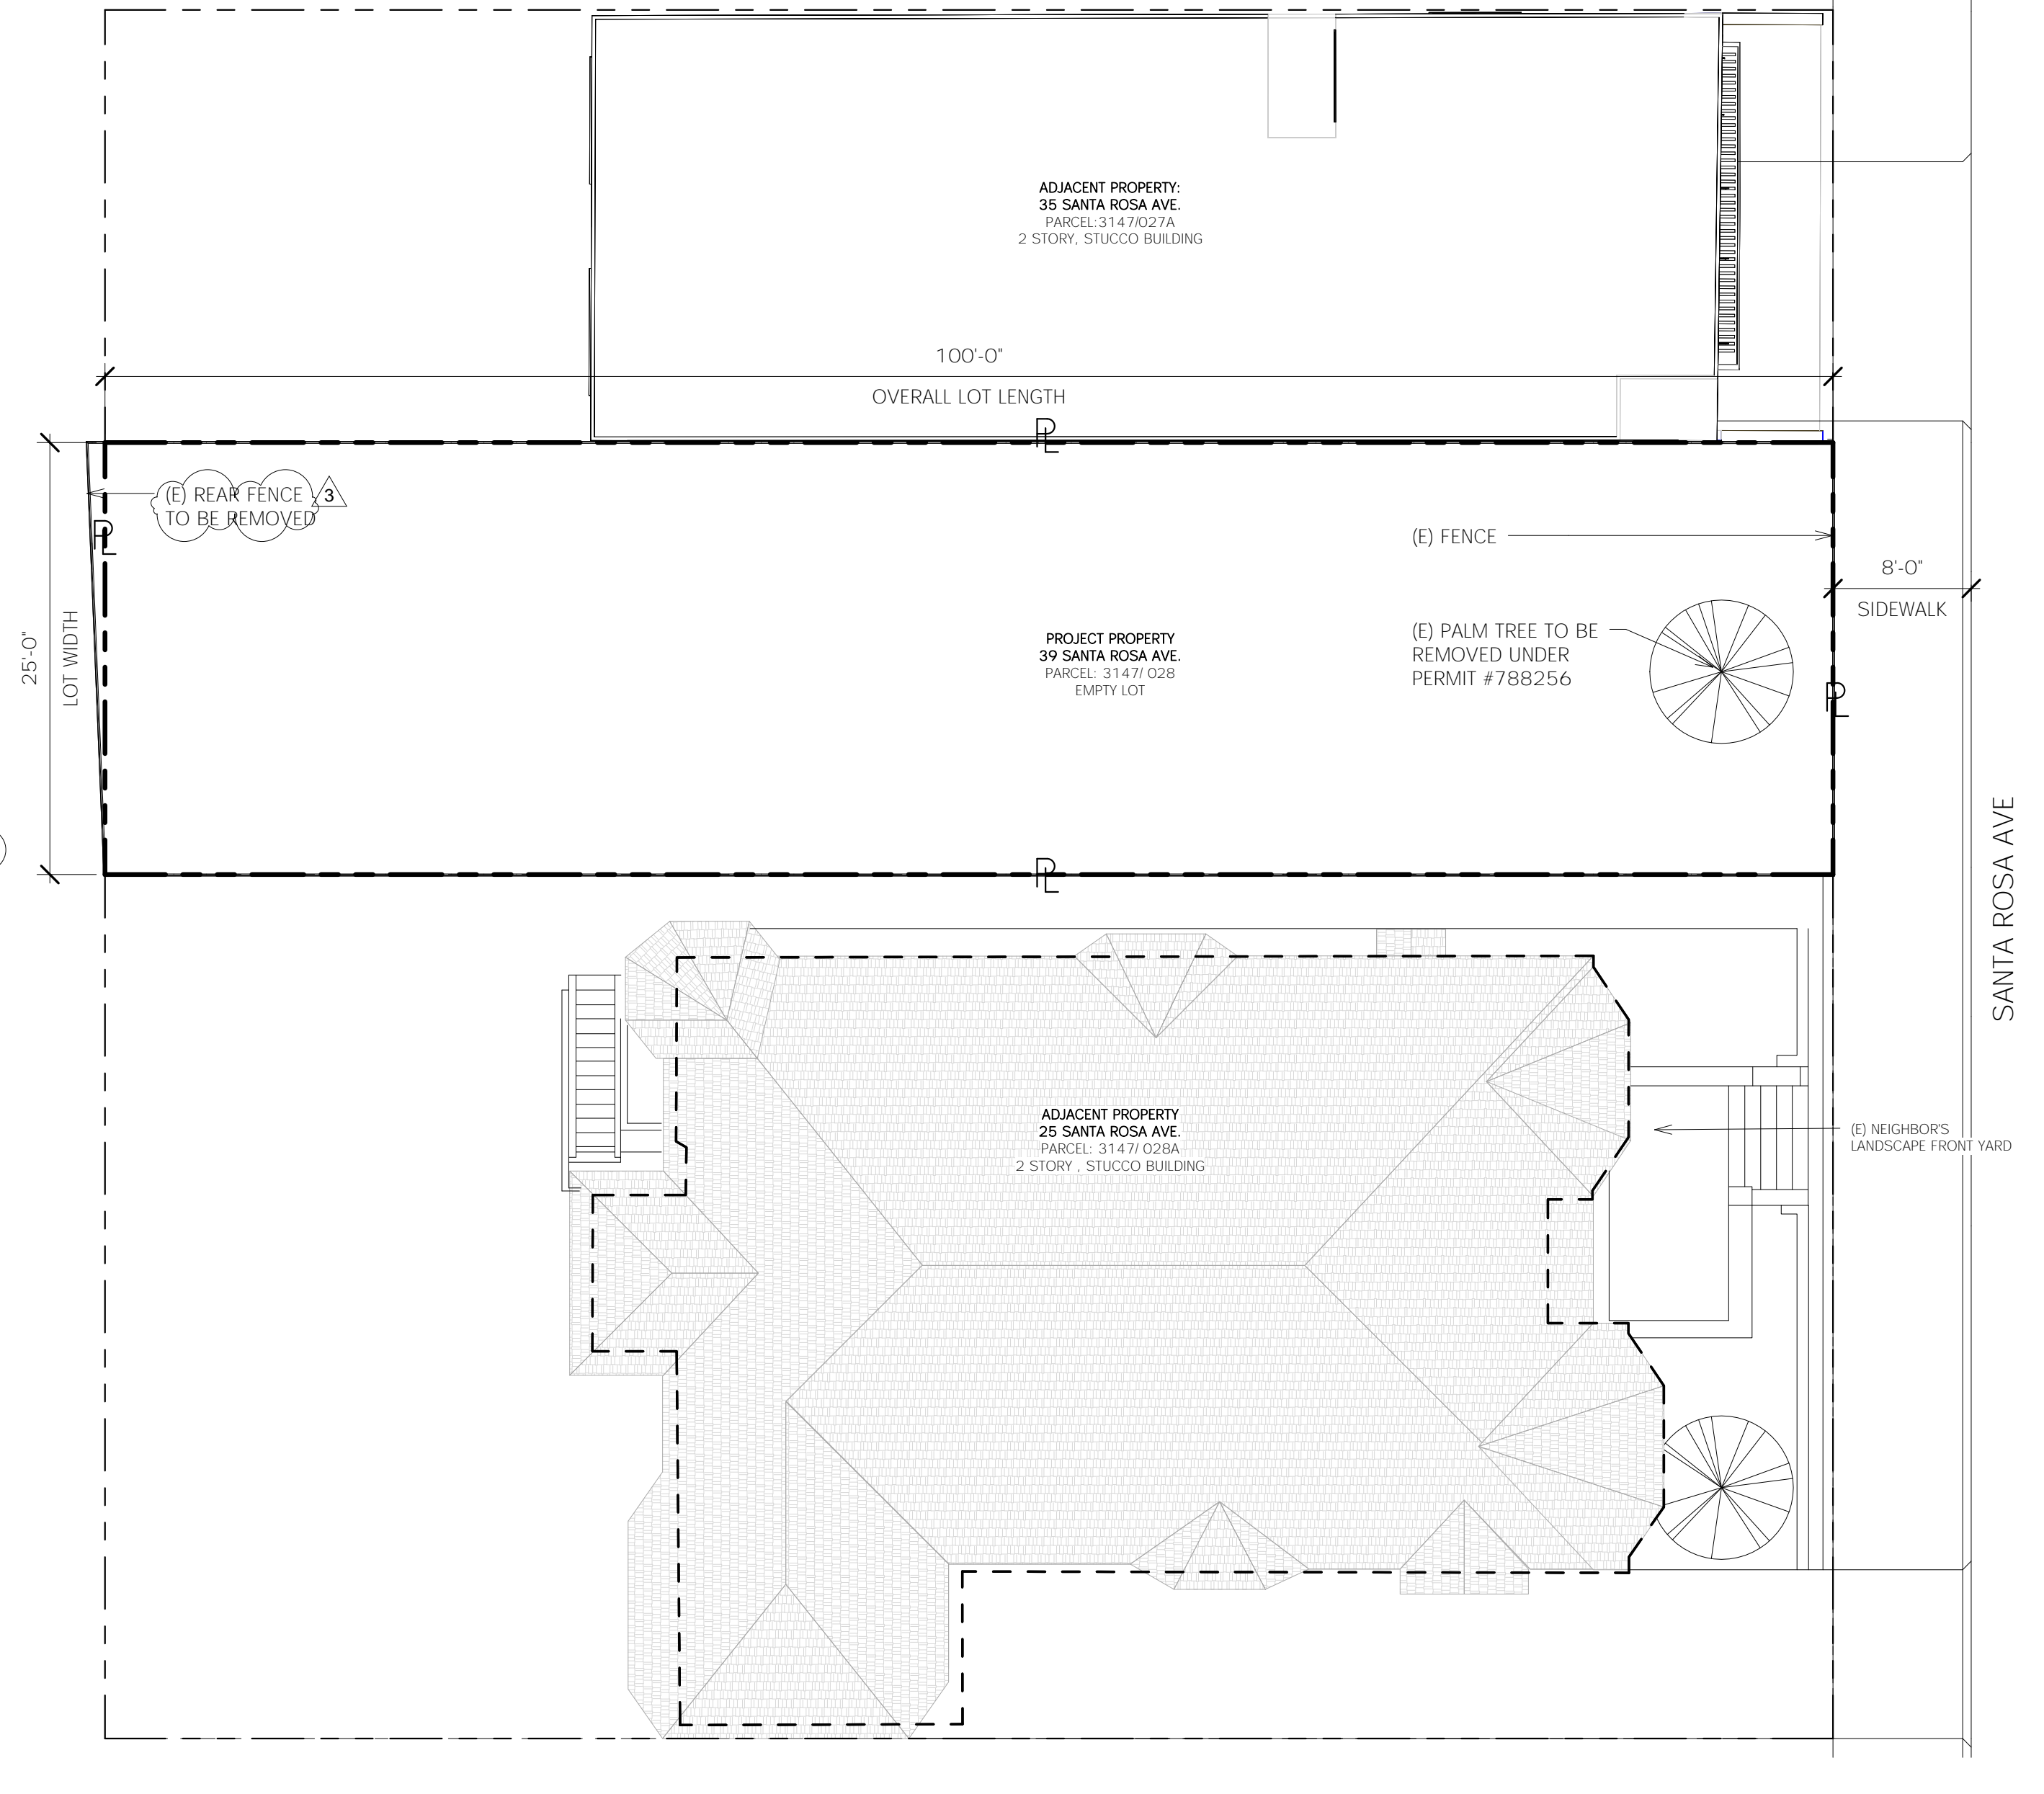 ADJACENT PROPERTY:
35 SANTA ROSA AVE.
PARCEL:3147/027A
2 STORY, STUCCO BUILDING
100'-0"
OVERALL LOT LENGTH
PL
(E) REAR FENCE
TO BE REMOVED
3
PL
25'-0"
LOT WIDTH
(E) FENCE
8'-0"
SIDEWALK
PROJECT PROPERTY
39 SANTA ROSA AVE.
PARCEL: 3147/ 028
EMPTY LOT
(E) PALM TREE TO BE
REMOVED UNDER
PERMIT #788256
PL
PL
SANTA ROSA AVE
ADJACENT PROPERTY
25 SANTA ROSA AVE.
PARCEL: 3147/ 028A
2 STORY , STUCCO BUILDING
(E) NEIGHBOR'S
LANDSCAPE FRONT YARD